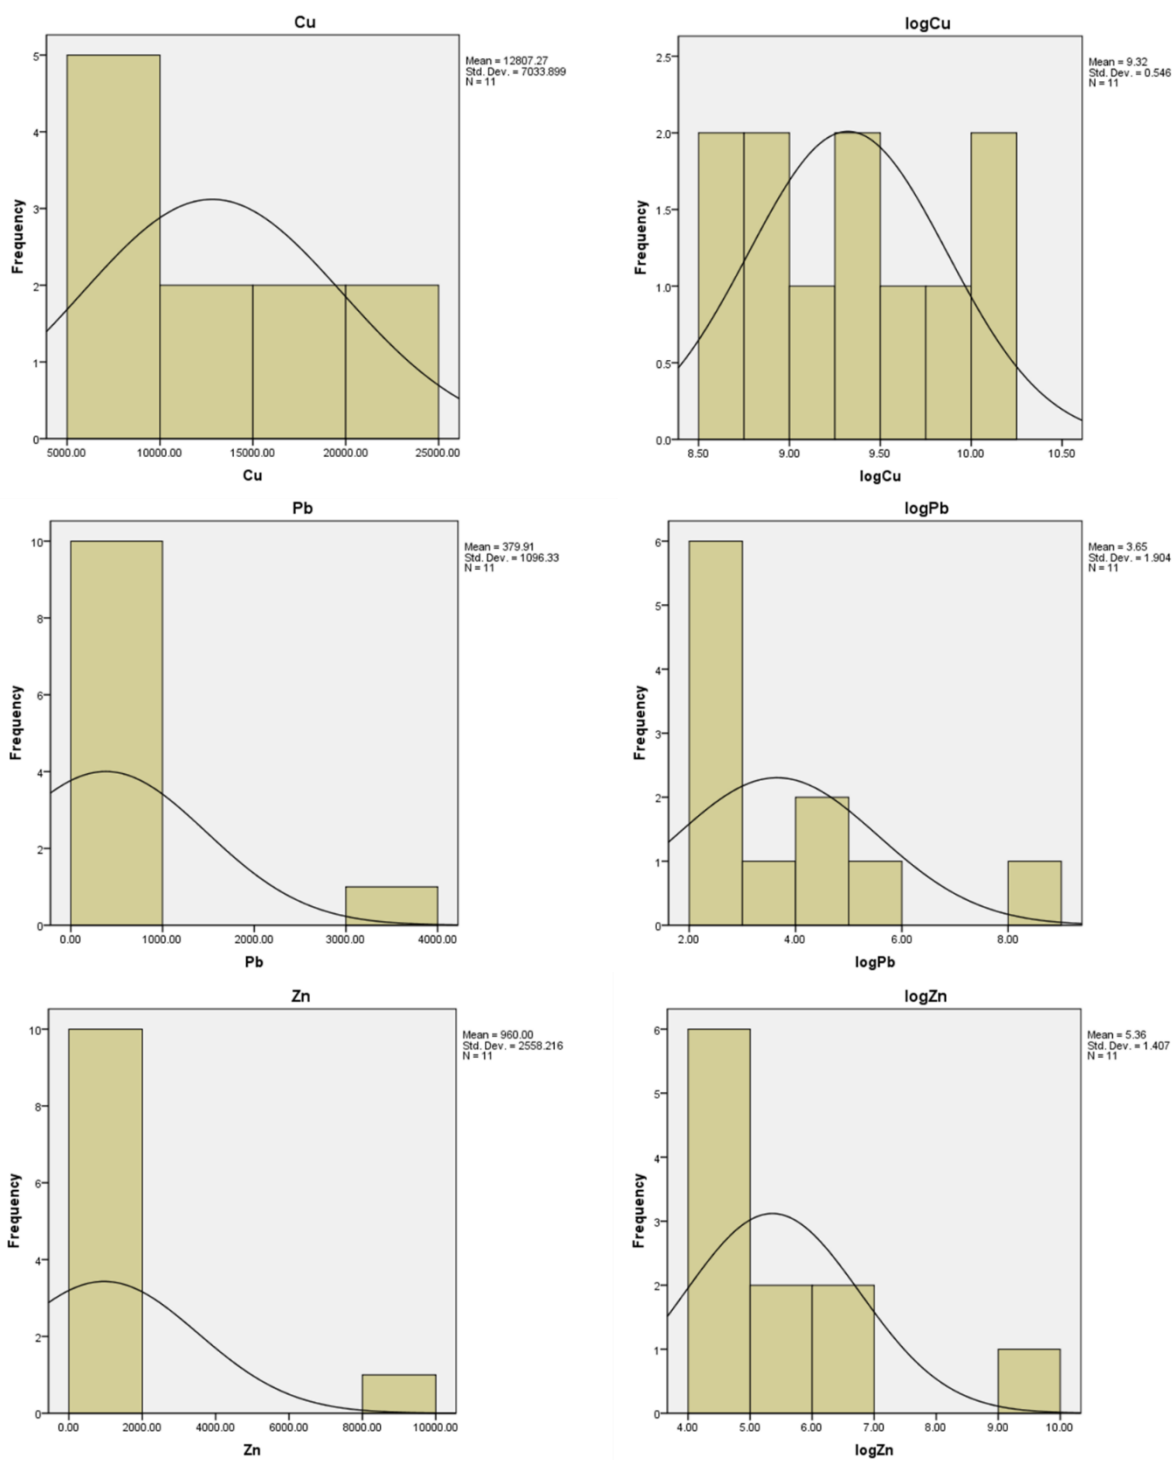 Cu
Mean = 12807.27
Std. Dev. = 7033.899
N = 11
Frequency
5
4
3
2
1
0
5000.00 10000.00 15000.00 20000.00 25000.00
Cu
logCu
Mean = 9.32
Std. Dev. = 0.546
N = 11
Frequency
2.5
2.0
1.5
1.0
0.5
0.0
8.50 9.00 9.50 10.00 10.50
logCu
Pb
Mean = 379.91
Std. Dev. = 1096.33
N = 11
Frequency
10
8
6
4
2
0
0.00 1000.00 2000.00 3000.00 4000.00
Pb
logPb
Mean = 3.65
Std. Dev. = 1.904
N = 11
Frequency
6
5
4
3
2
1
0
2.00 4.00 6.00 8.00
logPb
Zn
Mean = 960.00
Std. Dev. = 2558.216
N = 11
Frequency
10
8
6
4
2
0
0.00 2000.00 4000.00 6000.00 8000.00 10000.00
Zn
logZn
Mean = 5.36
Std. Dev. = 1.407
N = 11
Frequency
6
5
4
3
2
1
0
4.00 5.00 6.00 7.00 8.00 9.00 10.00
logZn